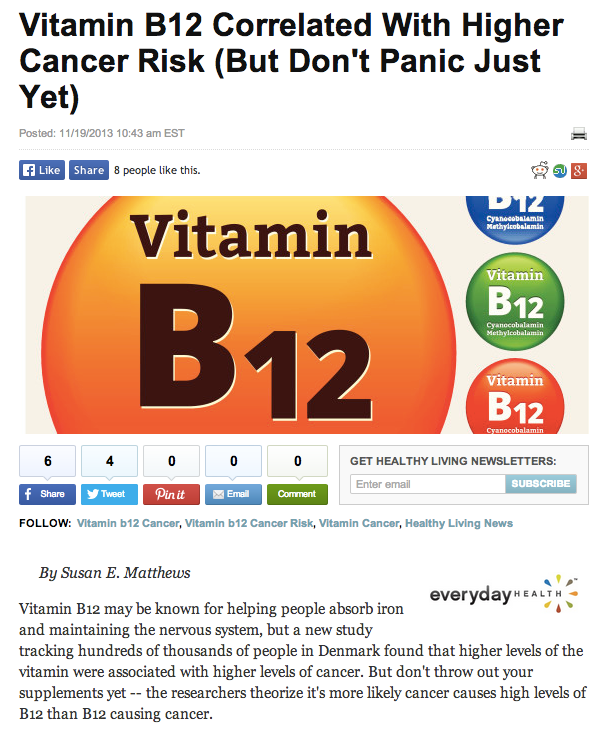 Vitamin B12 Correlated With Higher
Cancer Risk (But Don't Panic Just
Yet)
Posted: 11/19/2013 10:43 am EST
Like Share 8 people like this.
Vitamin
B12
B12
Cyanocobalamin
Methylcobalamin
Vitamin
B12
Cyanocobalamin
Methylcobalamin
Vitamin
B12
Cyanocobalamin
6 4 0 0 0
Share Tweet Pin it Email Comment
GET HEALTHY LIVING NEWSLETTERS:
Enter email SUBSCRIBE
FOLLOW: Vitamin b12 Cancer, Vitamin b12 Cancer Risk, Vitamin Cancer, Healthy Living News
By Susan E. Matthews
everyday HEALTH
Vitamin B12 may be known for helping people absorb iron
and maintaining the nervous system, but a new study
tracking hundreds of thousands of people in Denmark found that higher levels of the
vitamin were associated with higher levels of cancer. But don't throw out your
supplements yet -- the researchers theorize it's more likely cancer causes high levels of
B12 than B12 causing cancer.